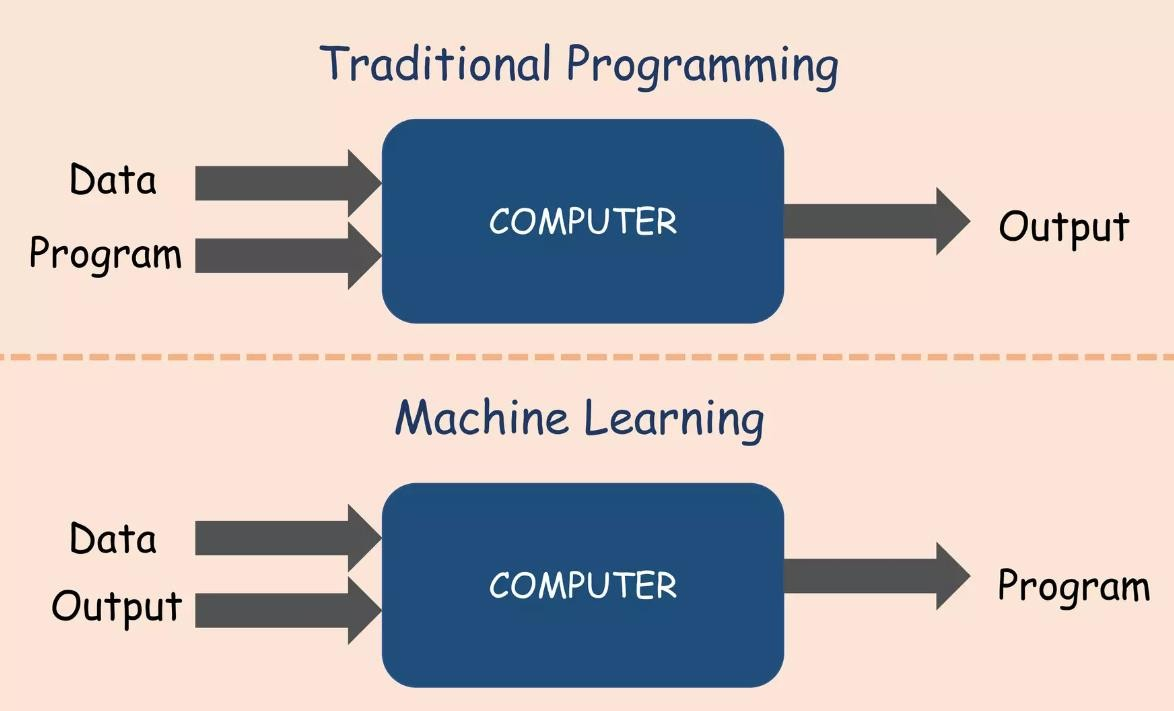 Traditional Programming
Data
Program
COMPUTER
Output
Machine Learning
Data
Output
COMPUTER
Program